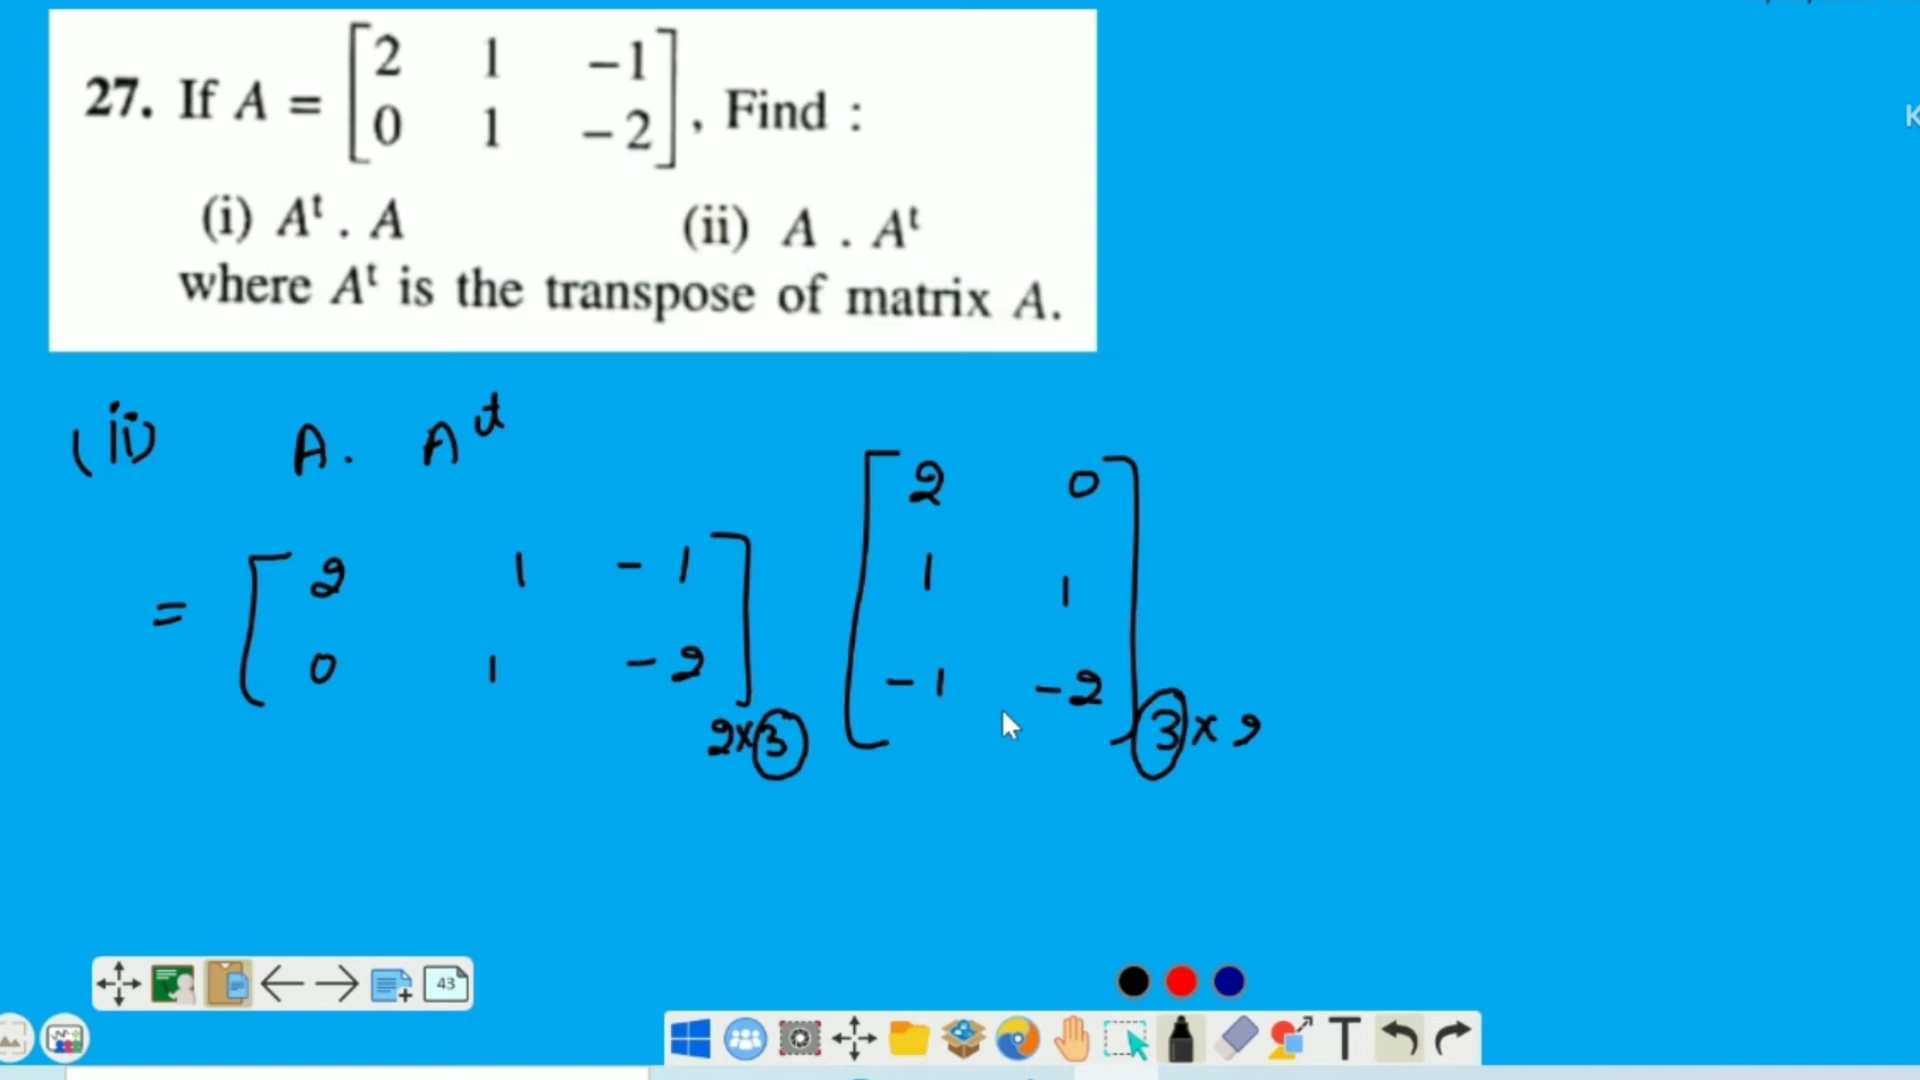 27. If A = [2 1 −1
0 1 −2], Find :
(i) Aᵗ . A (ii) A . Aᵗ
where Aᵗ is the transpose of matrix A.
(ii) A. Aᵗ
= [2 1 -1
0 1 -2] 2×3 [2 0
1 1
-1 -2] 3×2
43
T
K